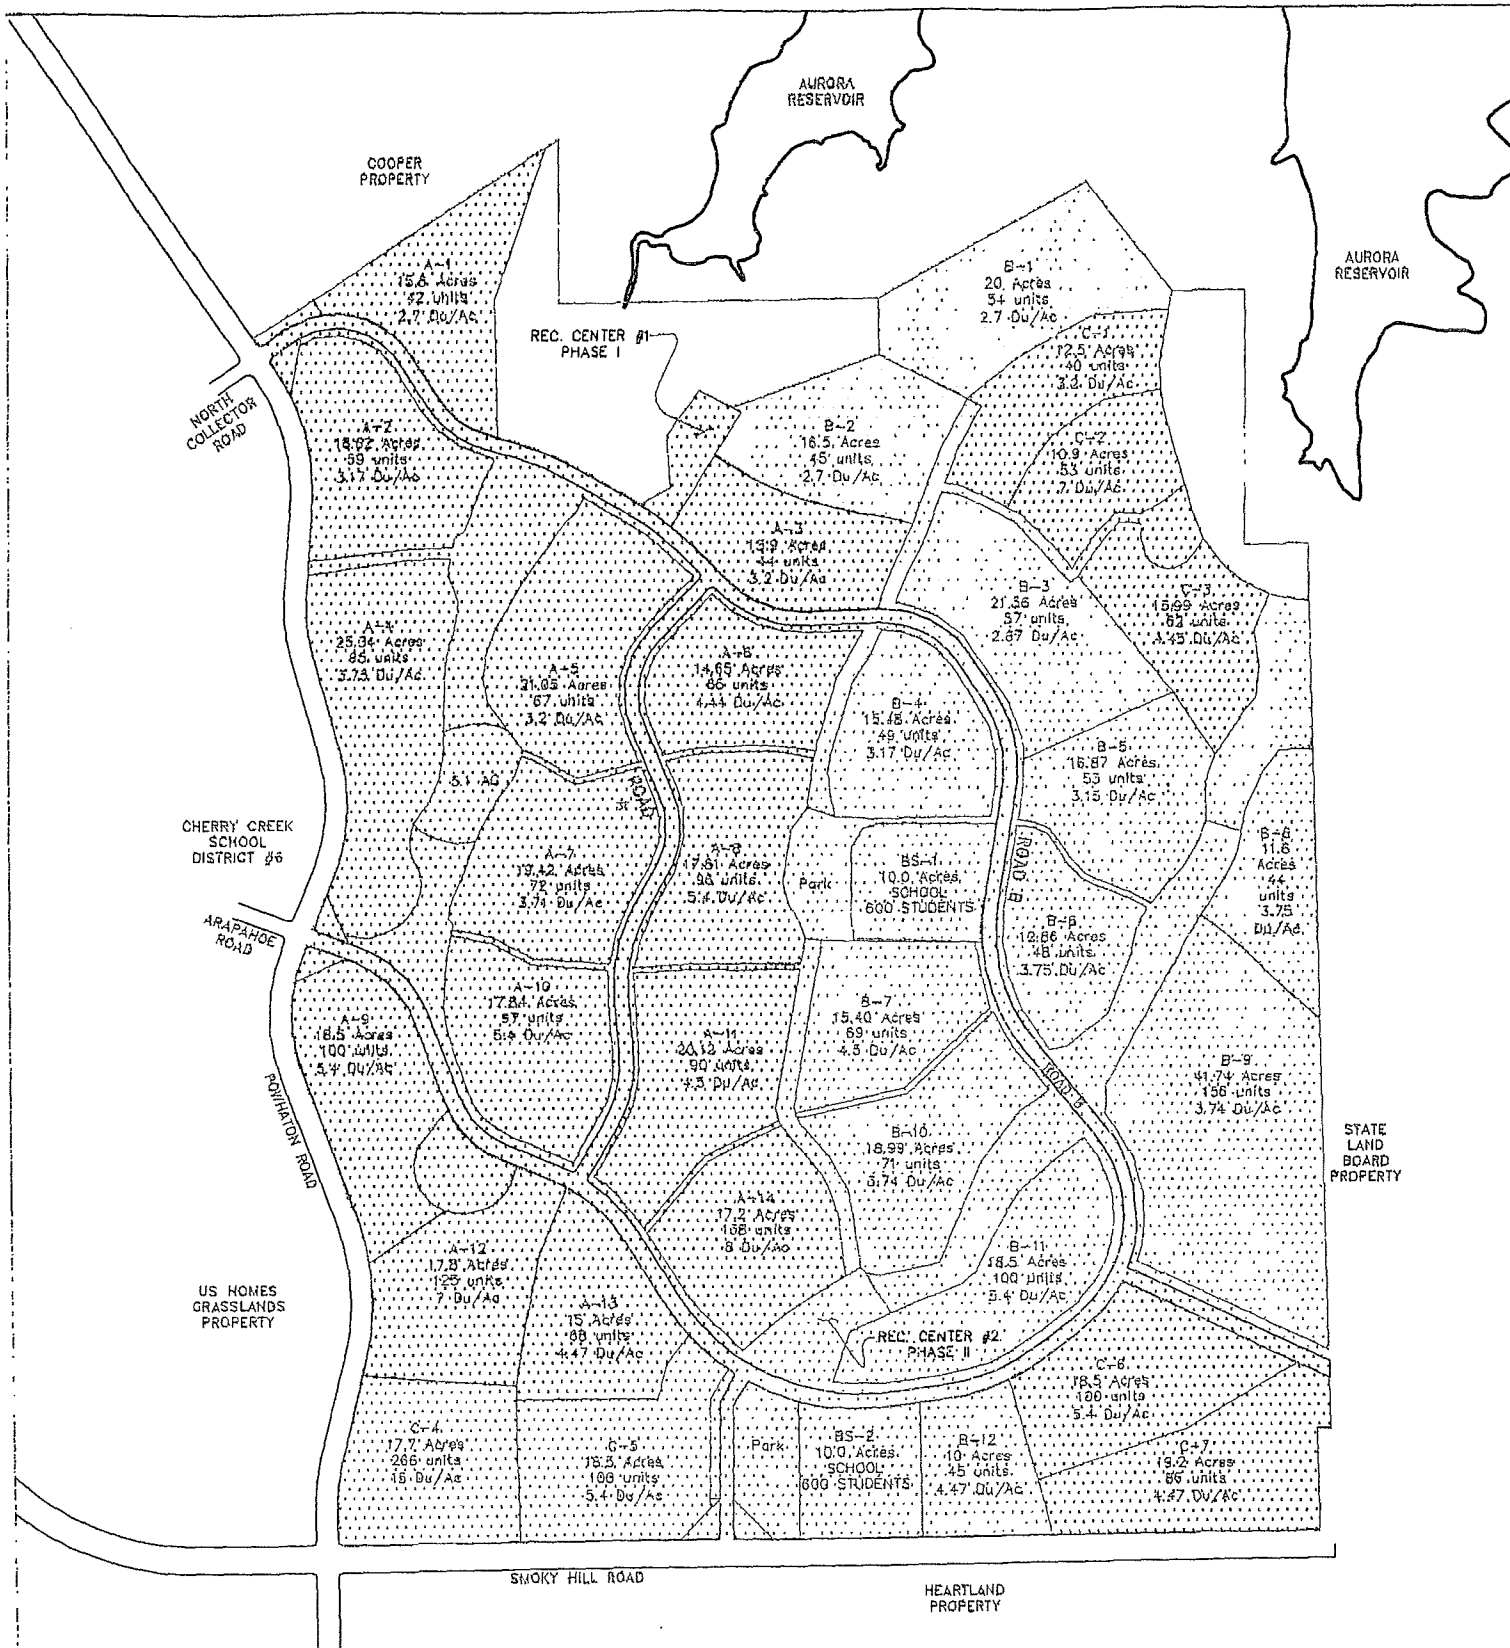 AURORA
RESERVOIR
COOPER
PROPERTY
AURORA
RESERVOIR
A-1
42 units
2.7 Du/Ac
B-1
20 Acres
54 units
2.7 Du/Ac
REC. CENTER #1
PHASE I
C-1
12.5 Acres
40 units
3.2 Du/Ac
NORTH
COLLECTOR
ROAD
A-2
18.62 Acres
59 units
3.17 Du/Ac
B-2
16.5 Acres
45 units
2.7 Du/Ac
C-2
10.9 Acres
53 units
7 Du/Ac
A-3
44 units
3.2 Du/Ac
B-3
21.36 Acres
57 units
2.67 Du/Ac
C-3
15.99 Acres
62 units
4.45 Du/Ac
A-4
Acres
95 units
3.73 Du/Ac
A-5
21.05 Acres
67 units
3.2 Du/Ac
A-6
14.65 Acres
66 units
4.44 Du/Ac
B-4
15.48 Acres
49 units
3.17 Du/Ac
B-5
16.87 Acres
53 units
3.15 Du/Ac
5.1 AC
ROAD
CHERRY CREEK
SCHOOL
DISTRICT #6
A-7
19.42 Acres
72 units
3.71 Du/Ac
A-8
17.61 Acres
96 units
5.4 Du/Ac
Park
BS-1
10.0 Acres
SCHOOL
600 STUDENTS
ROAD B
B-8
11.6
Acres
44
units
3.75
Du/Ac
ARAPAHOE
ROAD
B-6
12.86 Acres
48 units
3.75 Du/Ac
A-9
18.5 Acres
100 units
5.4 Du/Ac
A-10
17.84 Acres
5.4 Du/Ac
A-11
20.12 Acres
90 units
4.5 Du/Ac
B-7
15.40 Acres
69 units
4.5 Du/Ac
ROAD B
B-9
41.74 Acres
156 units
3.74 Du/Ac
POWHATON ROAD
B-10
18.99 Acres
71 units
3.74 Du/Ac
STATE
LAND
BOARD
PROPERTY
A-14
17.2 Acres
138 units
8 Du/Ac
A-12
17.8 Acres
125 units
7 Du/Ac
B-11
18.5 Acres
100 units
5.4 Du/Ac
US HOMES
GRASSLANDS
PROPERTY
A-13
15 Acres
68 units
4.47 Du/Ac
REC. CENTER #2
PHASE II
C-6
18.5 Acres
100 units
5.4 Du/Ac
C-4
17.7 Acres
266 units
15 Du/Ac
C-5
18.5 Acres
100 units
5.4 Du/Ac
Park
BS-2
10.0 Acres
SCHOOL
600 STUDENTS
B-12
10 Acres
45 units
4.47 Du/Ac
C-7
19.2 Acres
86 units
4.47 Du/Ac
SMOKY HILL ROAD
HEARTLAND
PROPERTY